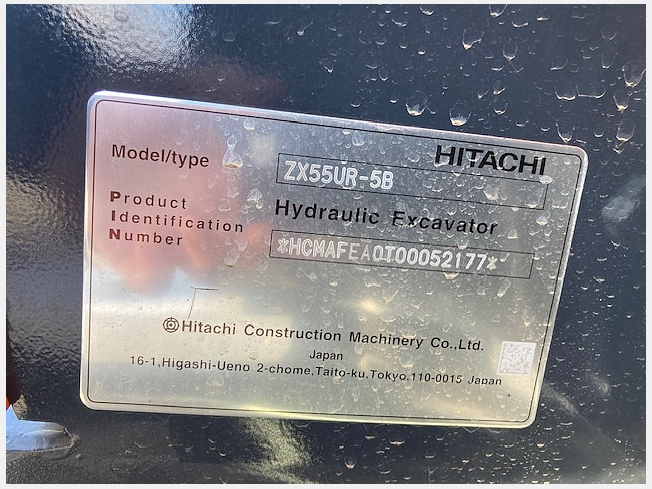 HITACHI
Model/type ZX55UR-5B
Hydraulic Excavator
Product
Identification
Number *HCMAFEA0T00052177*
Hitachi Construction Machinery Co.,Ltd.
Japan
16-1,Higashi-Ueno 2-chome,Taito-ku,Tokyo,110-0015 Japan